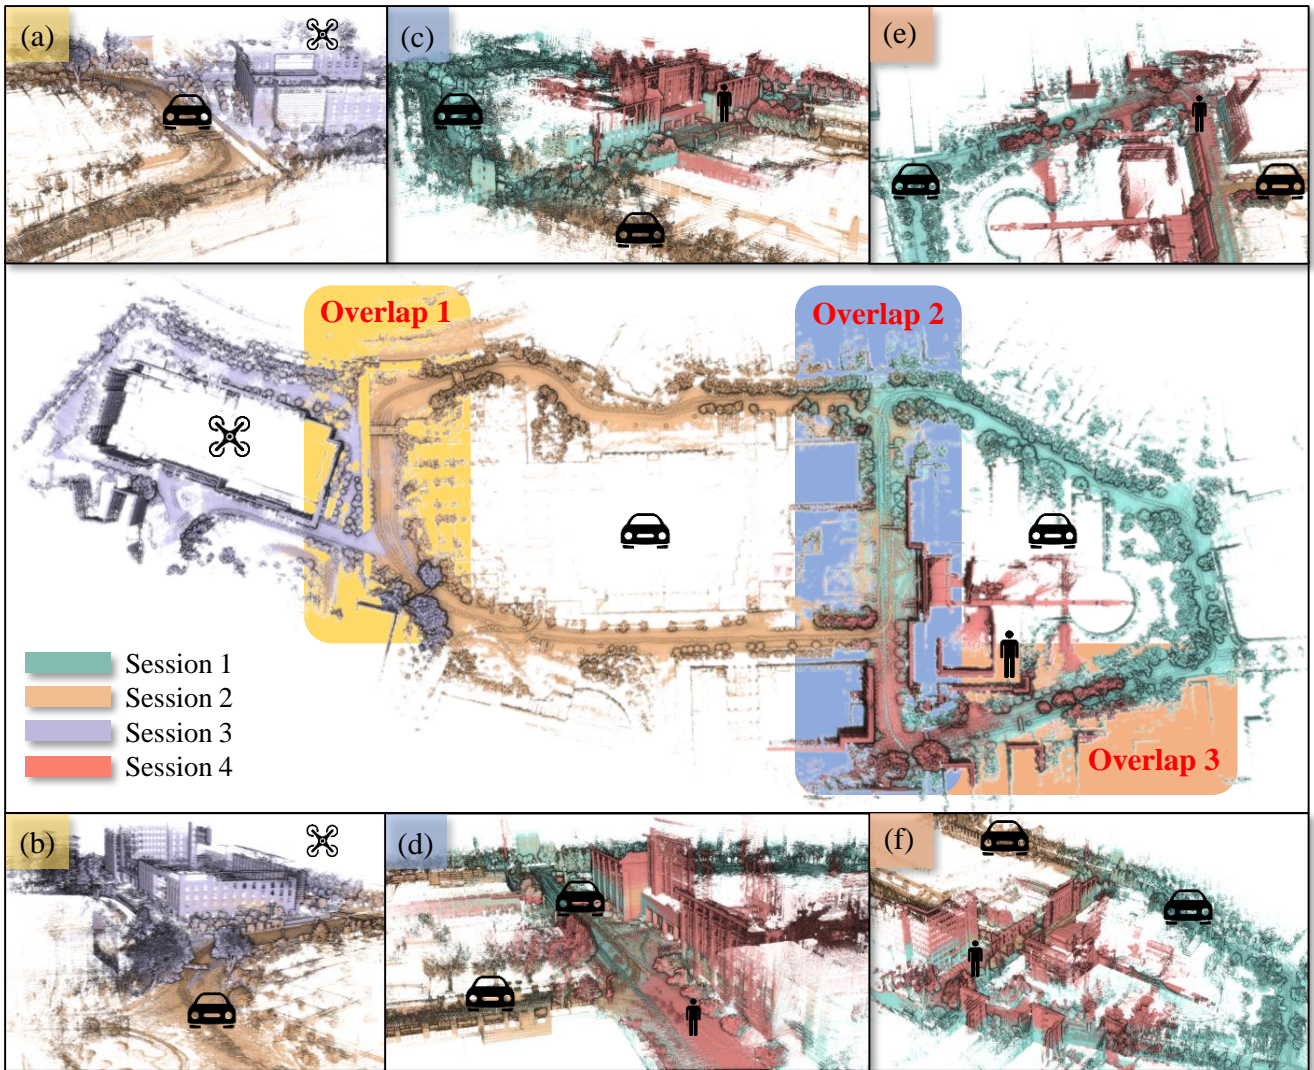 (a)
(c)
(e)
Overlap 1
Overlap 2
Session 1
Session 2
Session 3
Session 4
Overlap 3
(b)
(d)
(f)